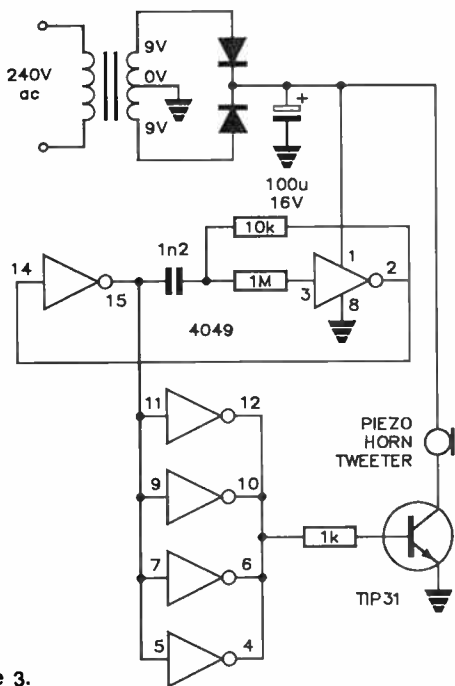 9V
240V
ac
0V
9V
+
100u
16V
10k
1n2
1M
14
15
3
1
2
8
4049
11
12
9
10
7
6
5
4
PIEZO
HORN
TWEETER
1k
TIP31
e 3.